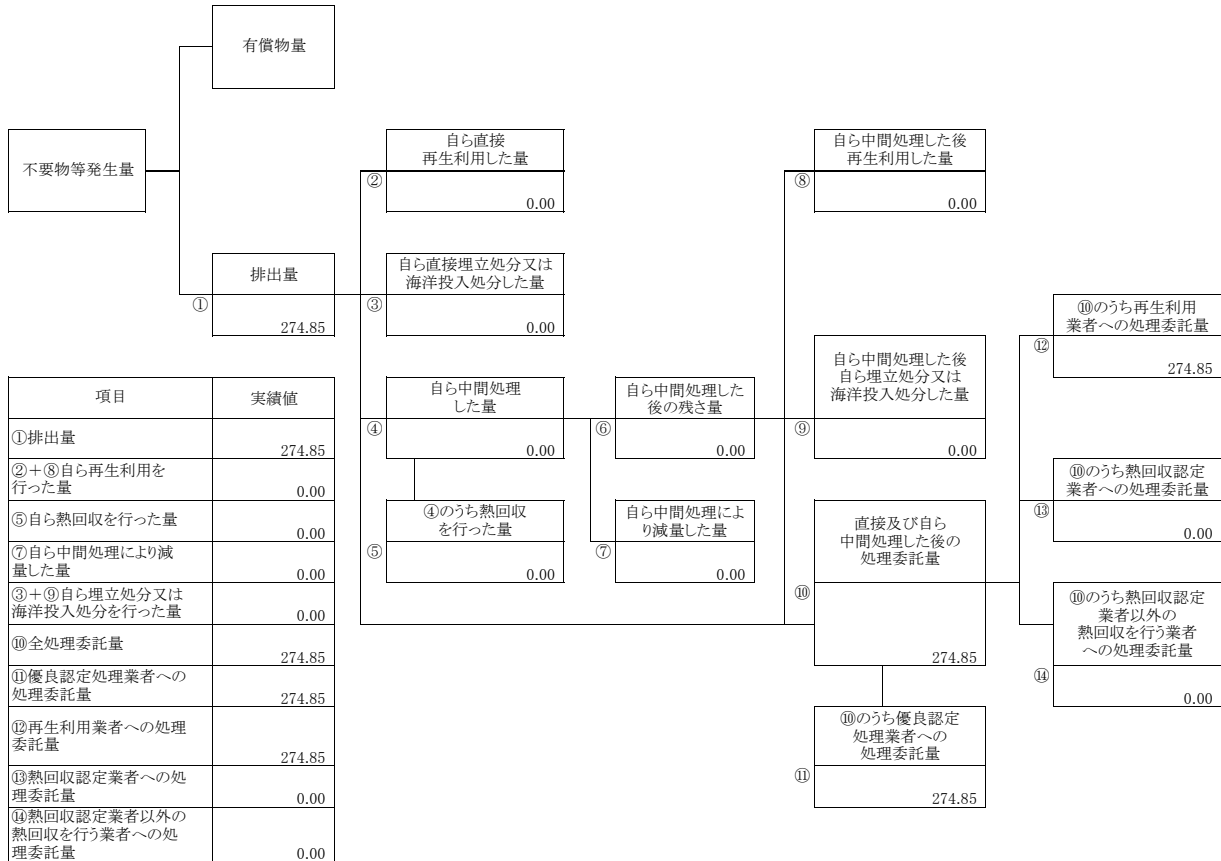 有償物量
不要物等発生量
排出量
①
274.85
自ら直接
再生利用した量
②
0.00
自ら直接埋立処分又は
海洋投入処分した量
③
0.00
自ら中間処理
した量
④
0.00
④のうち熱回収
を行った量
⑤
0.00
自ら中間処理した
後の残さ量
⑥
0.00
自ら中間処理によ
り減量した量
⑦
0.00
自ら中間処理した後
再生利用した量
⑧
0.00
自ら中間処理した後
自ら埋立処分又は
海洋投入処分した量
⑨
0.00
直接及び自ら
中間処理した後の
処理委託量
⑩
274.85
⑩のうち優良認定
処理業者への
処理委託量
⑪
274.85
⑩のうち再生利用
業者への処理委託量
⑫
274.85
⑩のうち熱回収認定
業者への処理委託量
⑬
0.00
⑩のうち熱回収認定
業者以外の
熱回収を行う業者
への処理委託量
⑭
0.00
項目 実績値
①排出量
274.85
②+⑧自ら再生利用を
行った量
0.00
⑤自ら熱回収を行った量
0.00
⑦自ら中間処理により減
量した量
0.00
③+⑨自ら埋立処分又は
海洋投入処分を行った量
0.00
⑩全処理委託量
274.85
⑪優良認定処理業者への
処理委託量
274.85
⑫再生利用業者への処理
委託量
274.85
⑬熱回収認定業者への処
理委託量
0.00
⑭熱回収認定業者以外の
熱回収を行う業者への処
理委託量
0.00